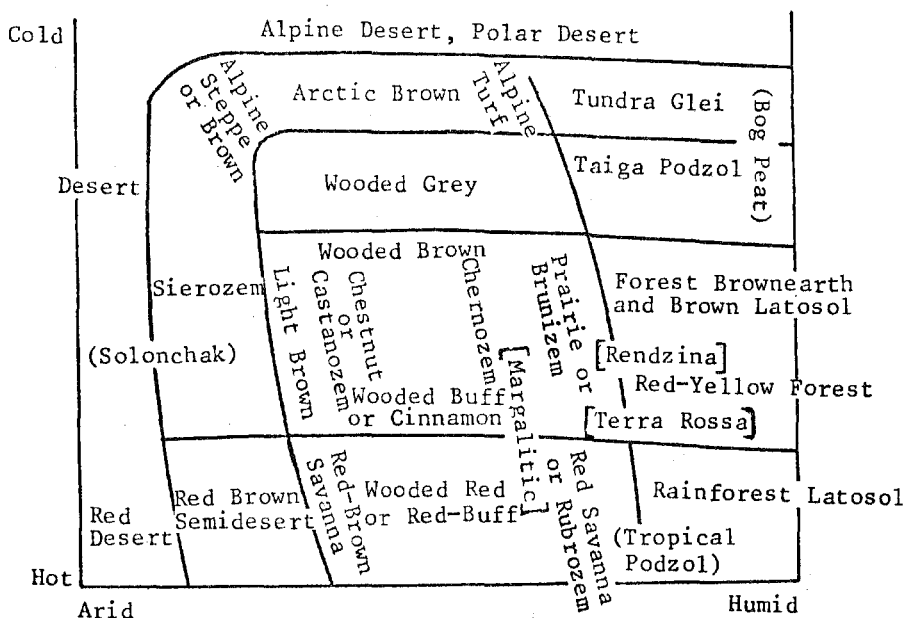 Cold
Alpine Desert, Polar Desert
Alpine
Steppe
or Brown
Arctic Brown
Alpine
Turf
Tundra Glei
(Bog Peat)
Desert
Wooded Grey
Taiga Podzol
Wooded Brown
Sierozem
Light Brown
Chestnut
or
Castanozem
Chernozem
Prairie or
Brunizem
Forest Brownearth
and Brown Latosol
(Solonchak)
[Margalitic]
[Rendzina]
Red-Yellow Forest
Wooded Buff
or Cinnamon
[Terra Rossa]
Red
Desert
Red Brown
Semidesert
Red-Brown
Savanna
Wooded Red
or Red-Buff
Red Savanna
or Rubrozem
Rainforest Latosol
(Tropical
Podzol)
Hot
Arid
Humid